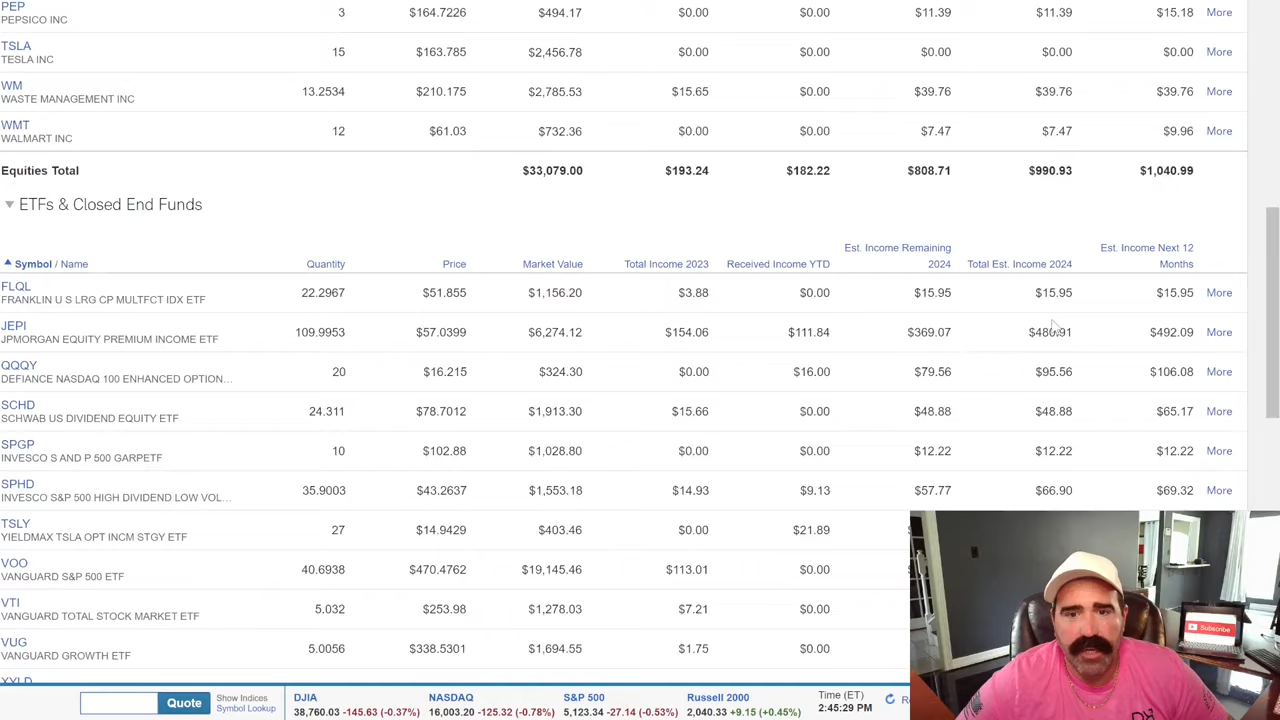 PEP 3 $164.7226 $494.17 $0.00 $0.00 $11.39 $11.39 $15.18 More
PEPSICO INC
TSLA 15 $163.785 $2,456.78 $0.00 $0.00 $0.00 $0.00 $0.00 More
TESLA INC
WM 13.2534 $210.175 $2,785.53 $15.65 $0.00 $39.76 $39.76 $39.76 More
WASTE MANAGEMENT INC
WMT 12 $61.03 $732.36 $0.00 $0.00 $7.47 $7.47 $9.96 More
WALMART INC
Equities Total $33,079.00 $193.24 $182.22 $808.71 $990.93 $1,040.99
ETFs & Closed End Funds
Est. Income Remaining Est. Income Next 12
Symbol / Name Quantity Price Market Value Total Income 2023 Received Income YTD 2024 Total Est. Income 2024 Months
FLQL 22.2967 $51.855 $1,156.20 $3.88 $0.00 $15.95 $15.95 $15.95 More
FRANKLIN U S LRG CP MULTFCT IDX ETF
JEPI 109.9953 $57.0399 $6,274.12 $154.06 $111.84 $369.07 $480.91 $492.09 More
JPMORGAN EQUITY PREMIUM INCOME ETF
QQQY 20 $16.215 $324.30 $0.00 $16.00 $79.56 $95.56 $106.08 More
DEFIANCE NASDAQ 100 ENHANCED OPTION...
SCHD 24.311 $78.7012 $1,913.30 $15.66 $0.00 $48.88 $48.88 $65.17 More
SCHWAB US DIVIDEND EQUITY ETF
SPGP 10 $102.88 $1,028.80 $0.00 $0.00 $12.22 $12.22 $12.22 More
INVESCO S AND P 500 GARPETF
SPHD 35.9003 $43.2637 $1,553.18 $14.93 $9.13 $57.77 $66.90 $69.32 More
INVESCO S&P 500 HIGH DIVIDEND LOW VOL...
TSLY 27 $14.9429 $403.46 $0.00 $21.89
YIELDMAX TSLA OPT INCM STGY ETF
VOO 40.6938 $470.4762 $19,145.46 $113.01 $0.00
VANGUARD S&P 500 ETF
VTI 5.032 $253.98 $1,278.03 $7.21 $0.00
VANGUARD TOTAL STOCK MARKET ETF
VUG 5.0056 $338.5301 $1,694.55 $1.75 $0.00
VANGUARD GROWTH ETF
XYLD
Subscribe
Quote Show Indices DJIA NASDAQ S&P 500 Russell 2000 Time (ET)
Symbol Lookup 38,760.03 -145.63 (-0.37%) 16,003.20 -125.32 (-0.78%) 5,123.34 -27.14 (-0.53%) 2,040.33 +9.15 (+0.45%) 2:45:29 PM